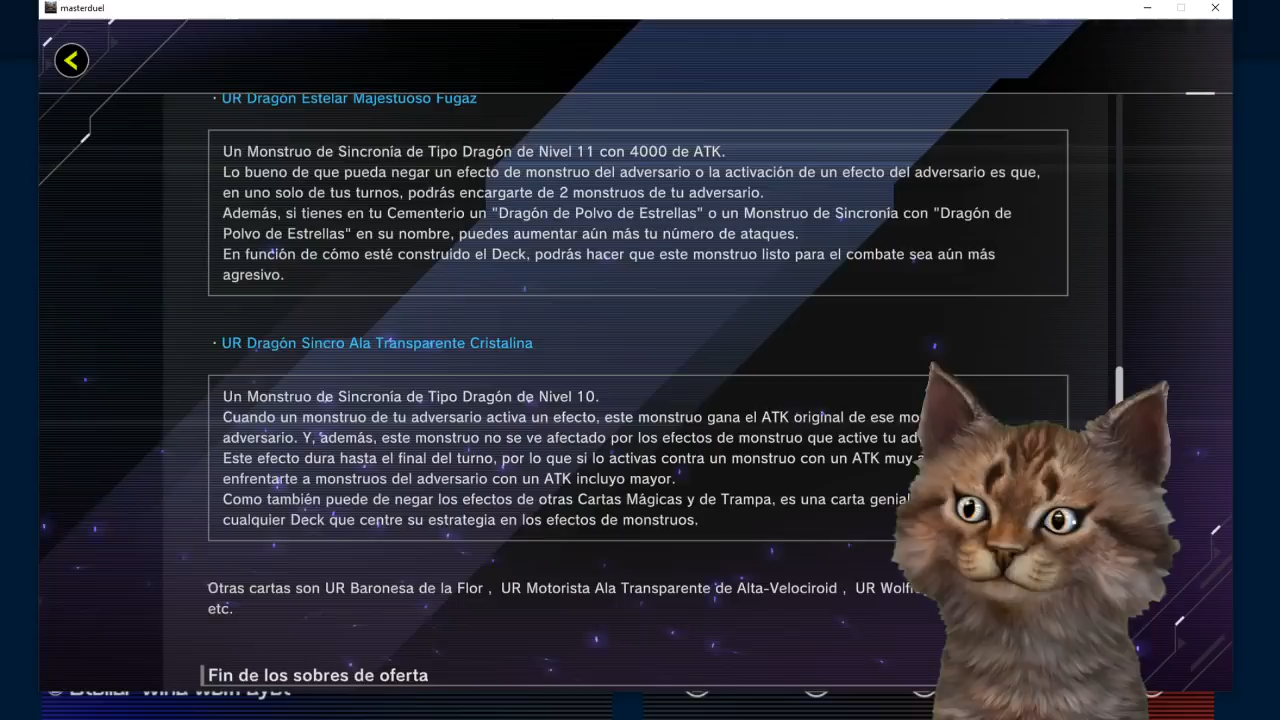 masterduel
· UR Dragón Estelar Majestuoso Fugaz
Un Monstruo de Sincronía de Tipo Dragón de Nivel 11 con 4000 de ATK.
Lo bueno de que pueda negar un efecto de monstruo del adversario o la activación de un efecto del adversario es que,
en uno solo de tus turnos, podrás encargarte de 2 monstruos de tu adversario.
Además, si tienes en tu Cementerio un "Dragón de Polvo de Estrellas" o un Monstruo de Sincronía con "Dragón de
Polvo de Estrellas" en su nombre, puedes aumentar aún más tu número de ataques.
En función de cómo esté construido el Deck, podrás hacer que este monstruo listo para el combate sea aún más
agresivo.
· UR Dragón Sincro Ala Transparente Cristalina
Un Monstruo de Sincronía de Tipo Dragón de Nivel 10.
Cuando un monstruo de tu adversario activa un efecto, este monstruo gana el ATK original de ese
adversario. Y, además, este monstruo no se ve afectado por los efectos de monstruo que active tu
Este efecto dura hasta el final del turno, por lo que si lo activas contra un monstruo con un ATK muy
enfrentarte a monstruos del adversario con un ATK incluyo mayor.
Como también puede de negar los efectos de otras Cartas Mágicas y de Trampa, es una carta genial
cualquier Deck que centre su estrategia en los efectos de monstruos.
Otras cartas son UR Baronesa de la Flor , UR Motorista Ala Transparente de Alta-Velociroid , UR
etc.
Fin de los sobres de oferta